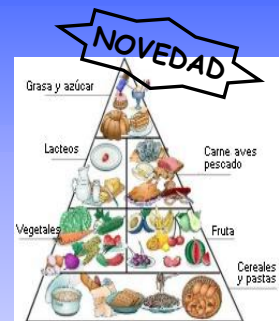 NOVEDAD
Grasa y azúcar
Lacteos
Carne aves
pescado
Vegetales
Fruta
Cereales
y pastas